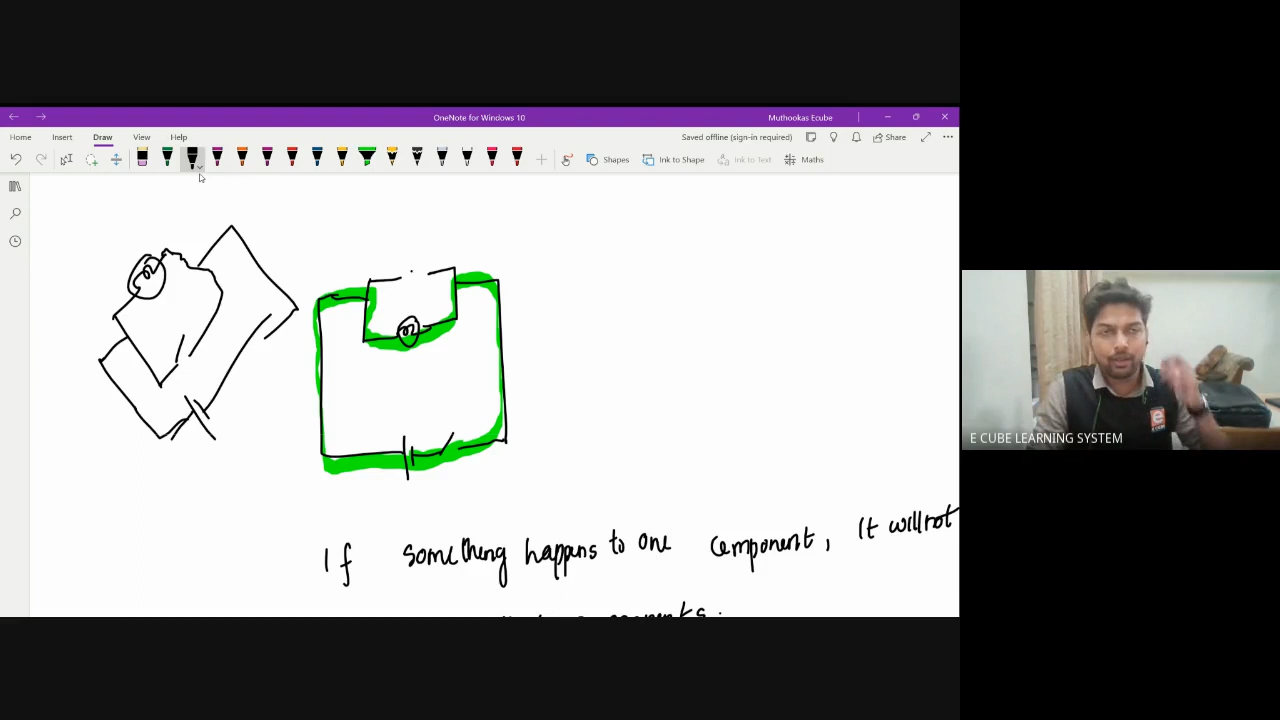 OneNote for Windows 10
Muthookas Ecube
Home Insert Draw View Help
Saved offline (sign-in required) Share
Shapes Ink to Shape Ink to Text Maths
If something happens to one component, It will not
E CUBE LEARNING SYSTEM